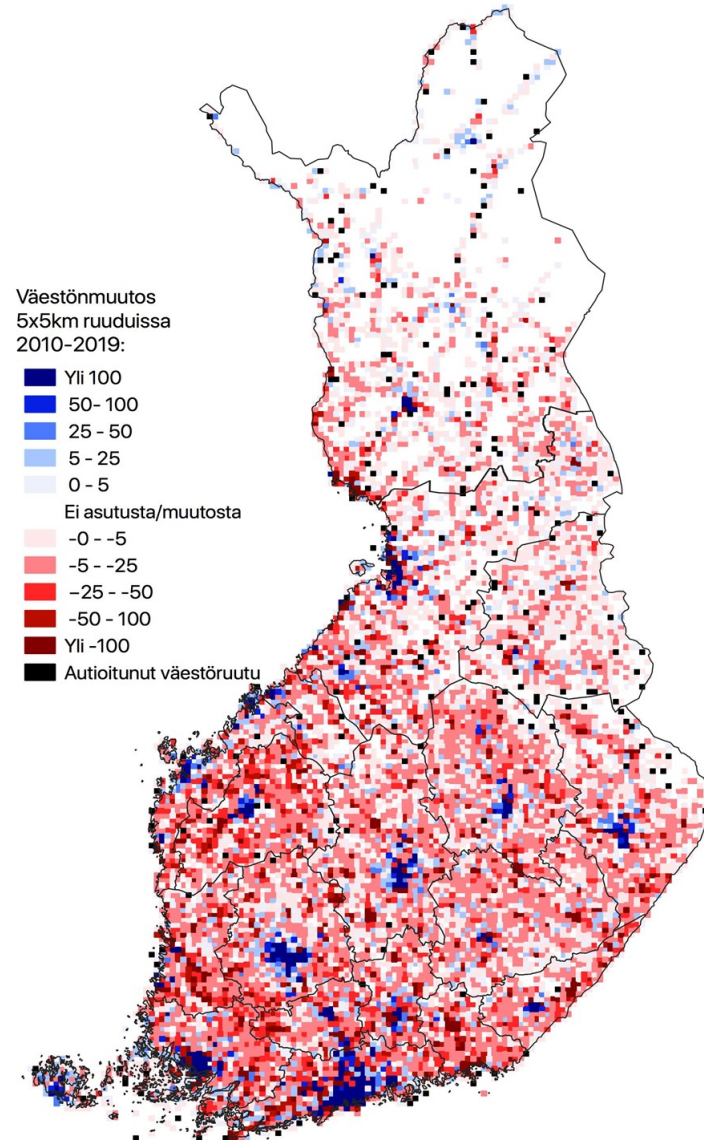 Väestönmuutos
5x5km ruuduissa
2010-2019:
Yli 100
50- 100
25 - 50
5 - 25
0 - 5
Ei asutusta/muutosta
-0 - -5
-5 - -25
-25 - -50
-50 - 100
Yli -100
Autioitunut väestöruutu